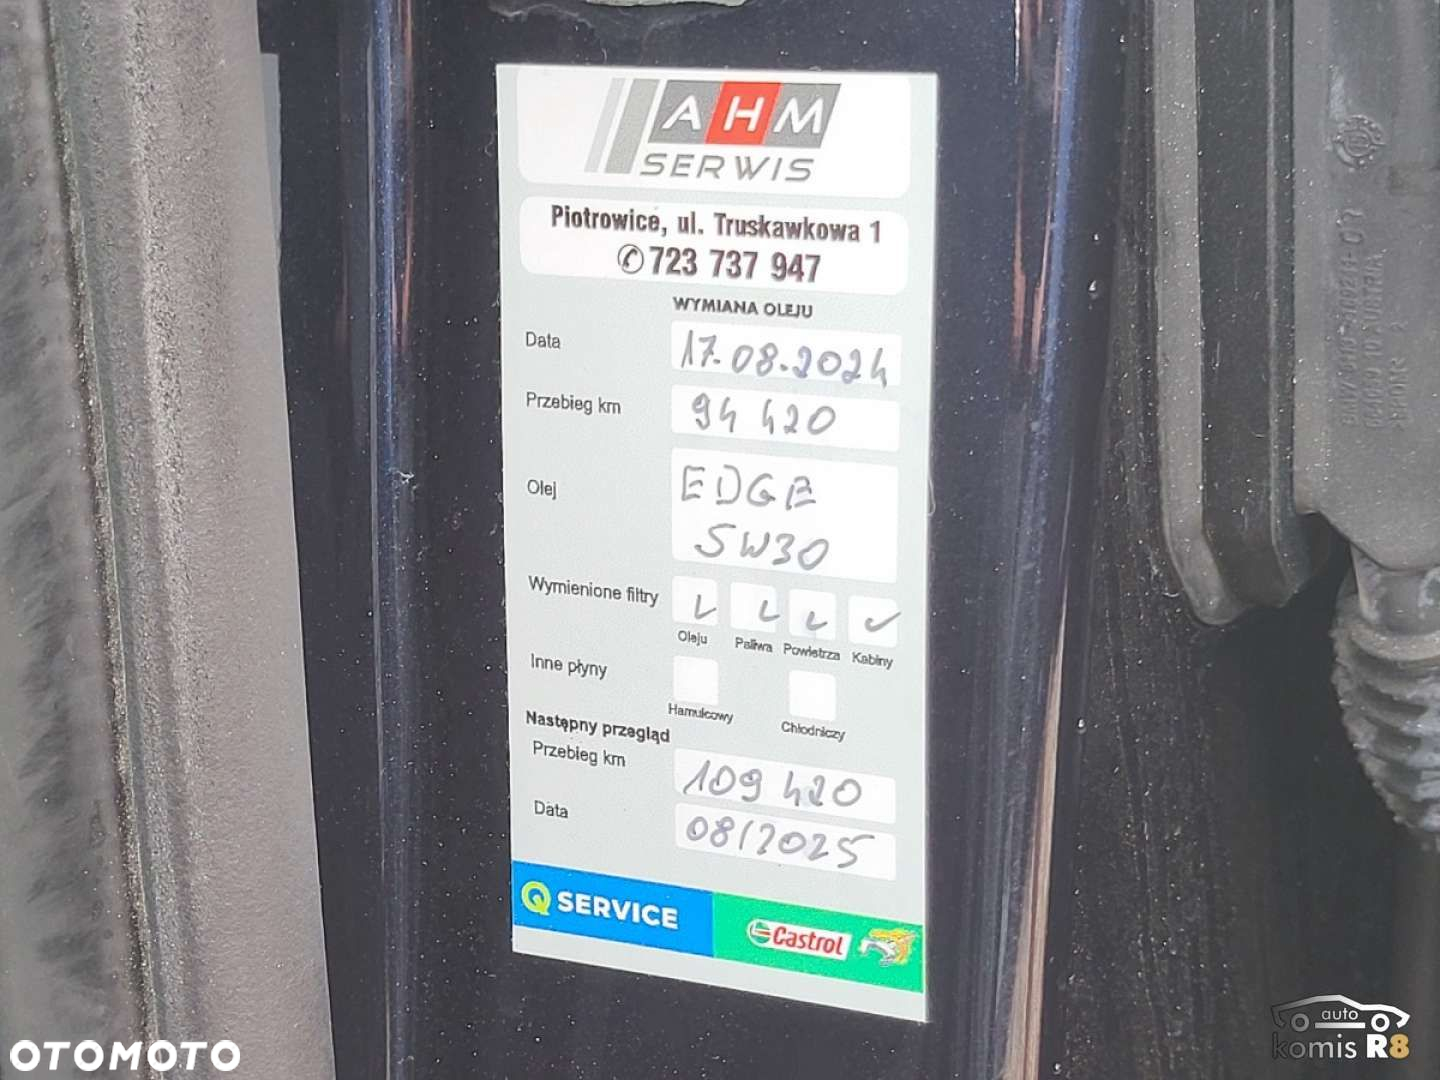 AHM
SERWIS
Piotrowice, ul. Truskawkowa 1
✆723 737 947
WYMIANA OLEJU
Data 17.08.2024
Przebieg km 94 420
Olej EDGE
5W30
Wymienione filtry
Oleju Paliwa Powietrza Kabiny
Inne płyny
Hamulcowy Chłodniczy
Następny przegląd
Przebieg km 109 420
Data 08/2025
Q SERVICE Castrol
OTOMOTO
auto
komis R8